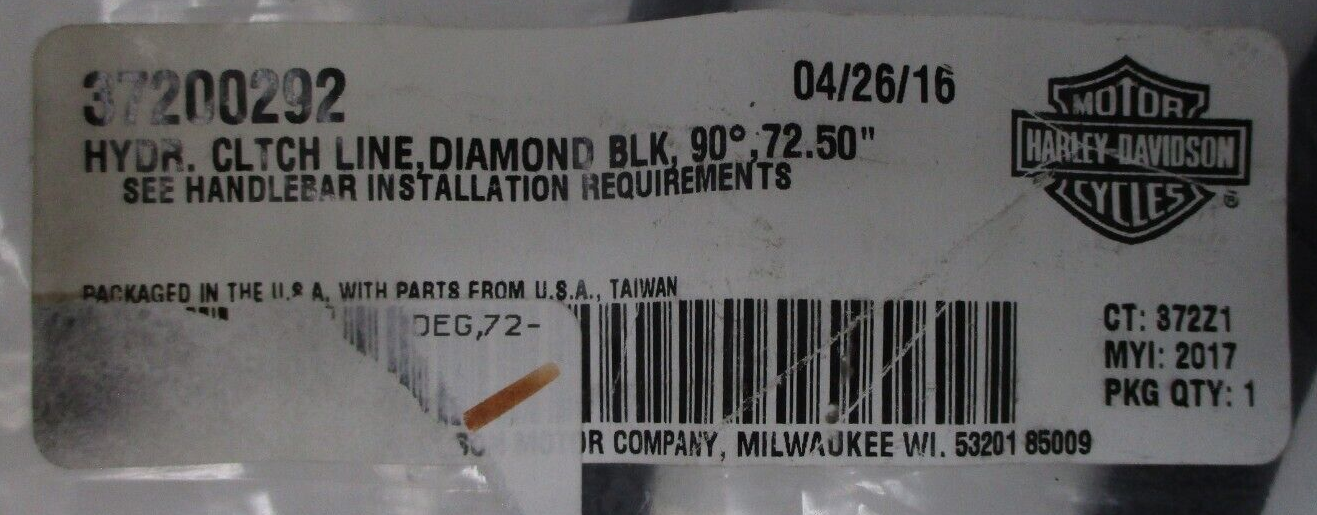 37200292
04/26/16
HYDR. CLTCH LINE,DIAMOND BLK, 90°,72.50"
SEE HANDLEBAR INSTALLATION REQUIREMENTS
MOTOR
HARLEY-DAVIDSON
CYCLES
®
PACKAGED IN THE U.S.A. WITH PARTS FROM U.S.A., TAIWAN
DEG,72-
CT: 372Z1
MYI: 2017
PKG QTY: 1
MOTOR COMPANY, MILWAUKEE WI. 53201 85009